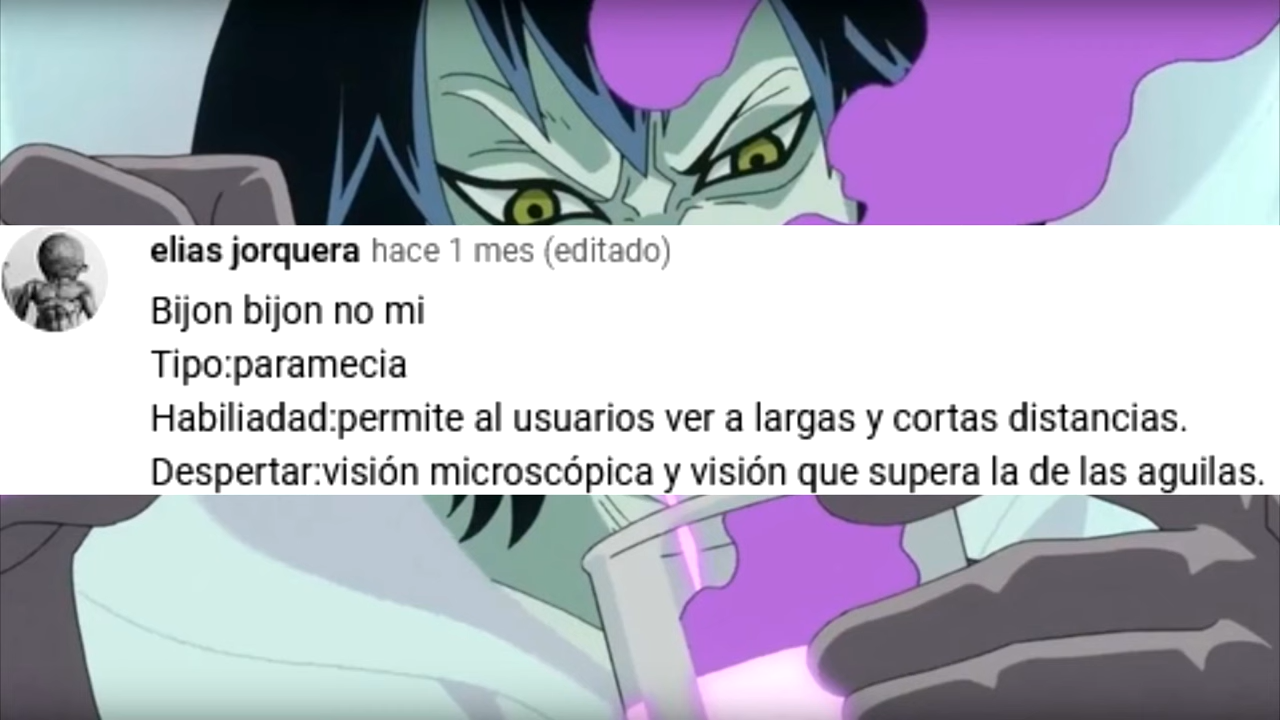 elias jorquera hace 1 mes (editado)
Bijon bijon no mi
Tipo:paramecia
Habiliadad:permite al usuarios ver a largas y cortas distancias.
Despertar:visión microscópica y visión que supera la de las aguilas.